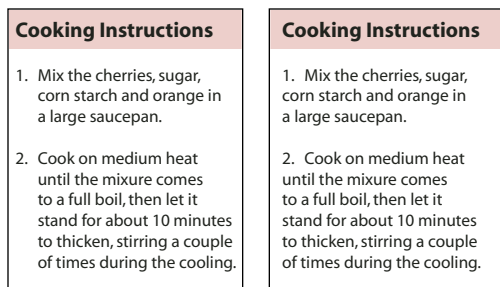 Cooking Instructions
1. Mix the cherries, sugar,
corn starch and orange in
a large saucepan.
2. Cook on medium heat
until the mixure comes
to a full boil, then let it
stand for about 10 minutes
to thicken, stirring a couple
of times during the cooling.
Cooking Instructions
1. Mix the cherries, sugar,
corn starch and orange in
a large saucepan.
2. Cook on medium heat
until the mixure comes
to a full boil, then let it
stand for about 10 minutes
to thicken, stirring a couple
of times during the cooling.